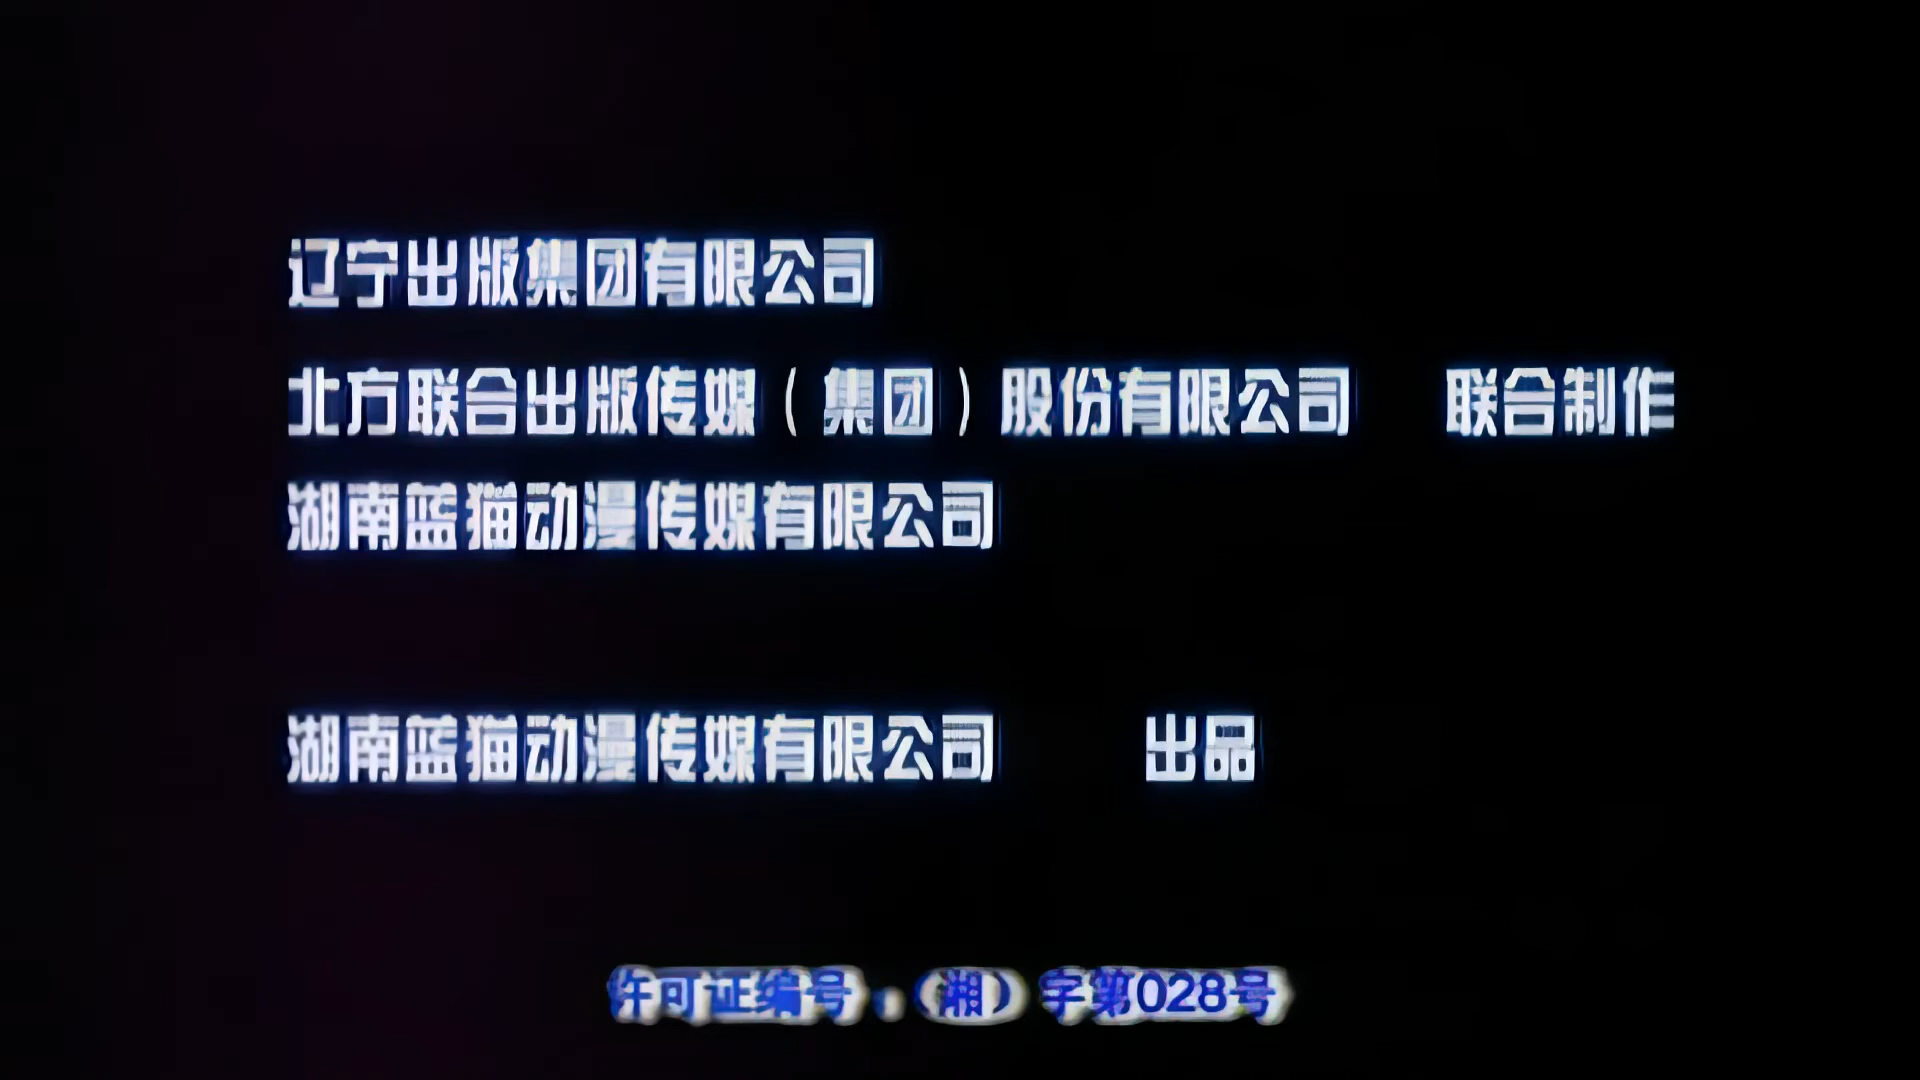 辽宁出版集团有限公司
北方联合出版传媒（集团）股份有限公司 联合制作
湖南蓝猫动漫传媒有限公司
湖南蓝猫动漫传媒有限公司 出品
许可证编号：（湘）字第028号